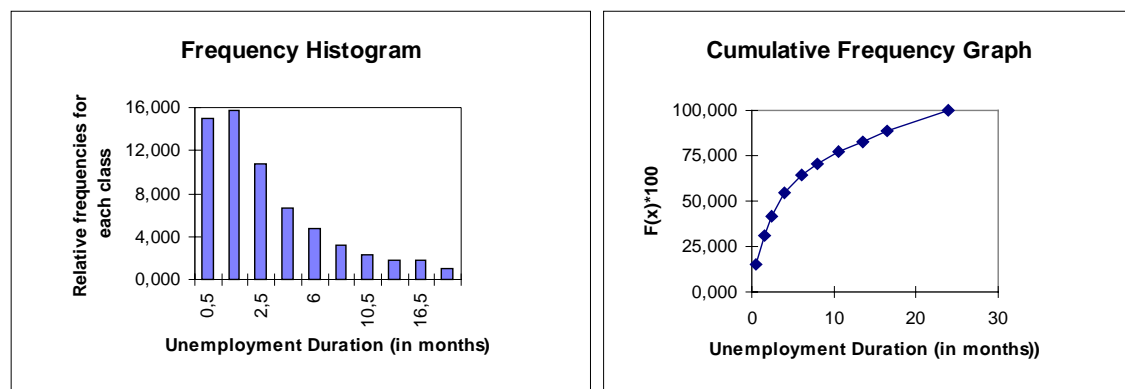 Frequency Histogram
Relative frequencies for
each class
16,000
12,000
8,000
4,000
0,000
0,5
2,5
6
10,5
16,5
Unemployment Duration (in months)
Cumulative Frequency Graph
F(x)*100
100,000
75,000
50,000
25,000
0,000
0
10
20
30
Unemployment Duration (in months))